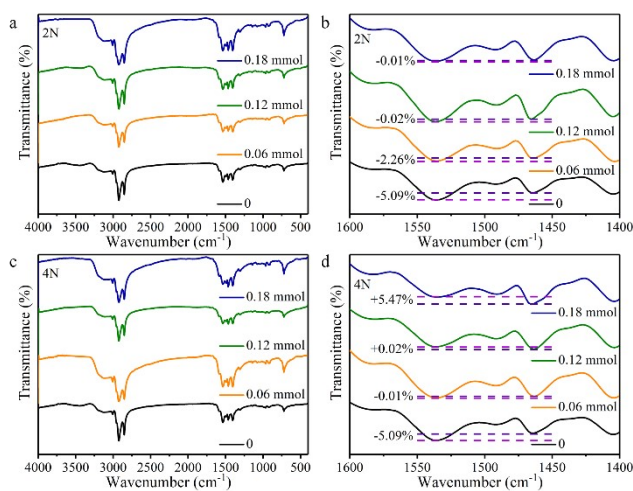 a
2N
0.18 mmol
0.12 mmol
0.06 mmol
0
Transmittance (%)
4000 3500 3000 2500 2000 1500 1000 500
Wavenumber (cm⁻¹)
b
2N
-0.01%
0.18 mmol
-0.02%
0.12 mmol
-2.26%
0.06 mmol
-5.09%
0
Transmittance (%)
1600 1550 1500 1450 1400
Wavenumber (cm⁻¹)
c
4N
0.18 mmol
0.12 mmol
0.06 mmol
0
Transmittance (%)
4000 3500 3000 2500 2000 1500 1000 500
Wavenumber (cm⁻¹)
d
4N
+5.47%
0.18 mmol
+0.02%
0.12 mmol
-0.01%
0.06 mmol
-5.09%
0
Transmittance (%)
1600 1550 1500 1450 1400
Wavenumber (cm⁻¹)